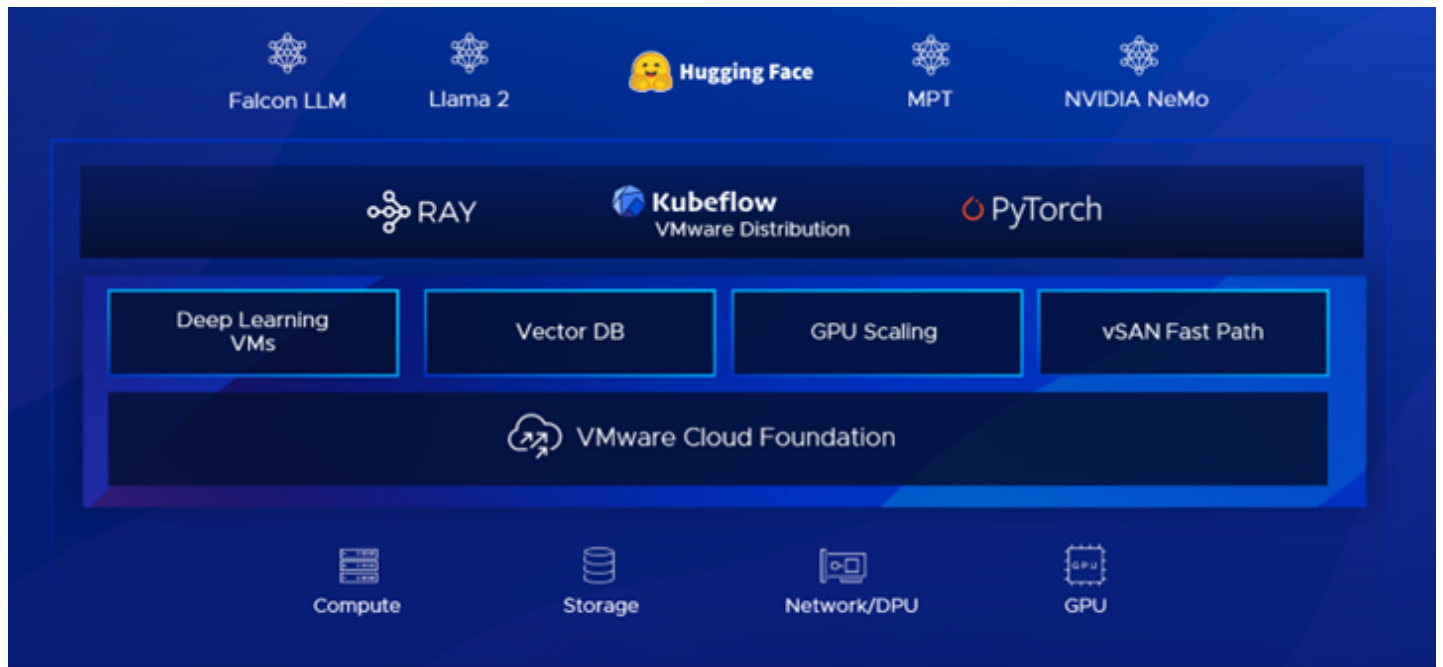 Falcon LLM
Llama 2
Hugging Face
MPT
NVIDIA NeMo
RAY
Kubeflow
VMware Distribution
PyTorch
Deep Learning
VMs
Vector DB
GPU Scaling
vSAN Fast Path
VMware Cloud Foundation
Compute
Storage
Network/DPU
GPU
GPU